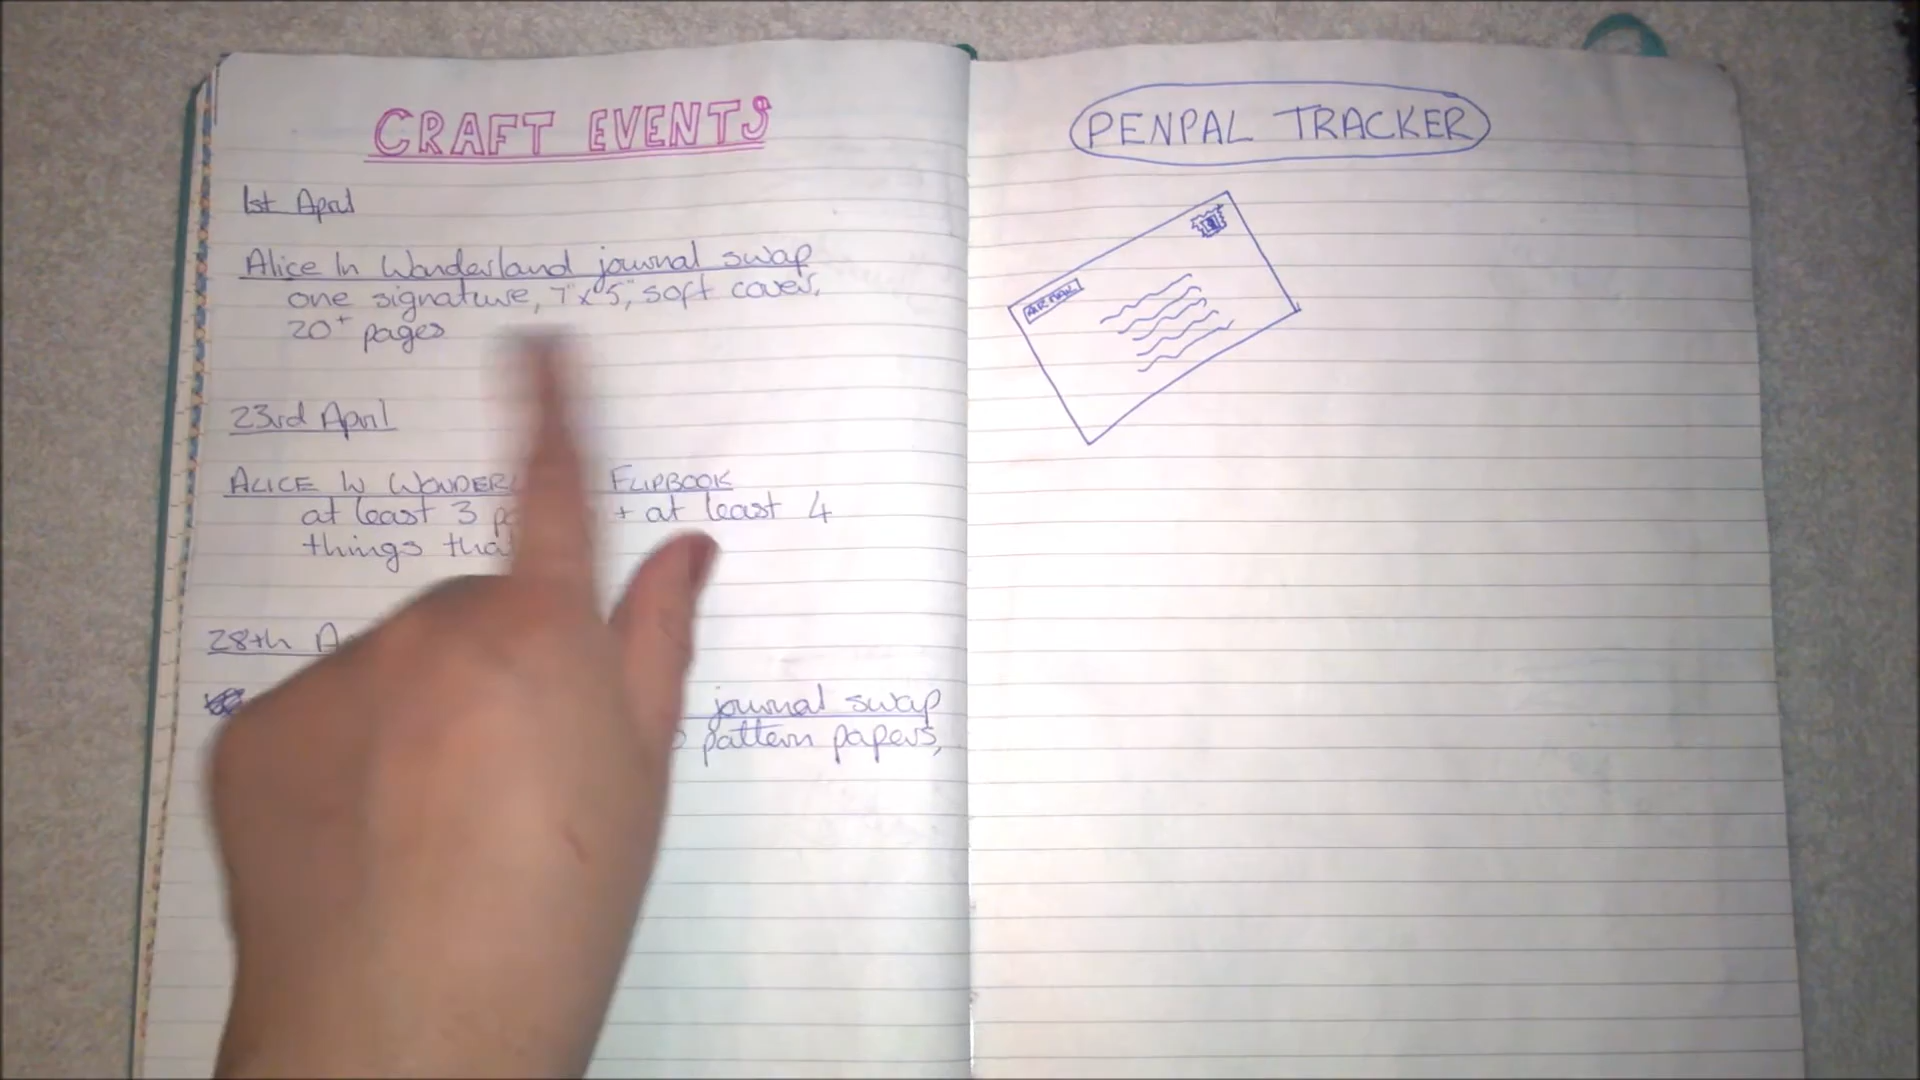 CRAFT EVENTS
1st April
Alice In Wonderland journal swap
one signature, 7"x5", soft cover,
20+ pages
23rd April
ALICE IN FLIPBOOK
at least 3 + at least 4
things
28th
journal swap
pattern papers,
PENPAL TRACKER
AIR MAIL